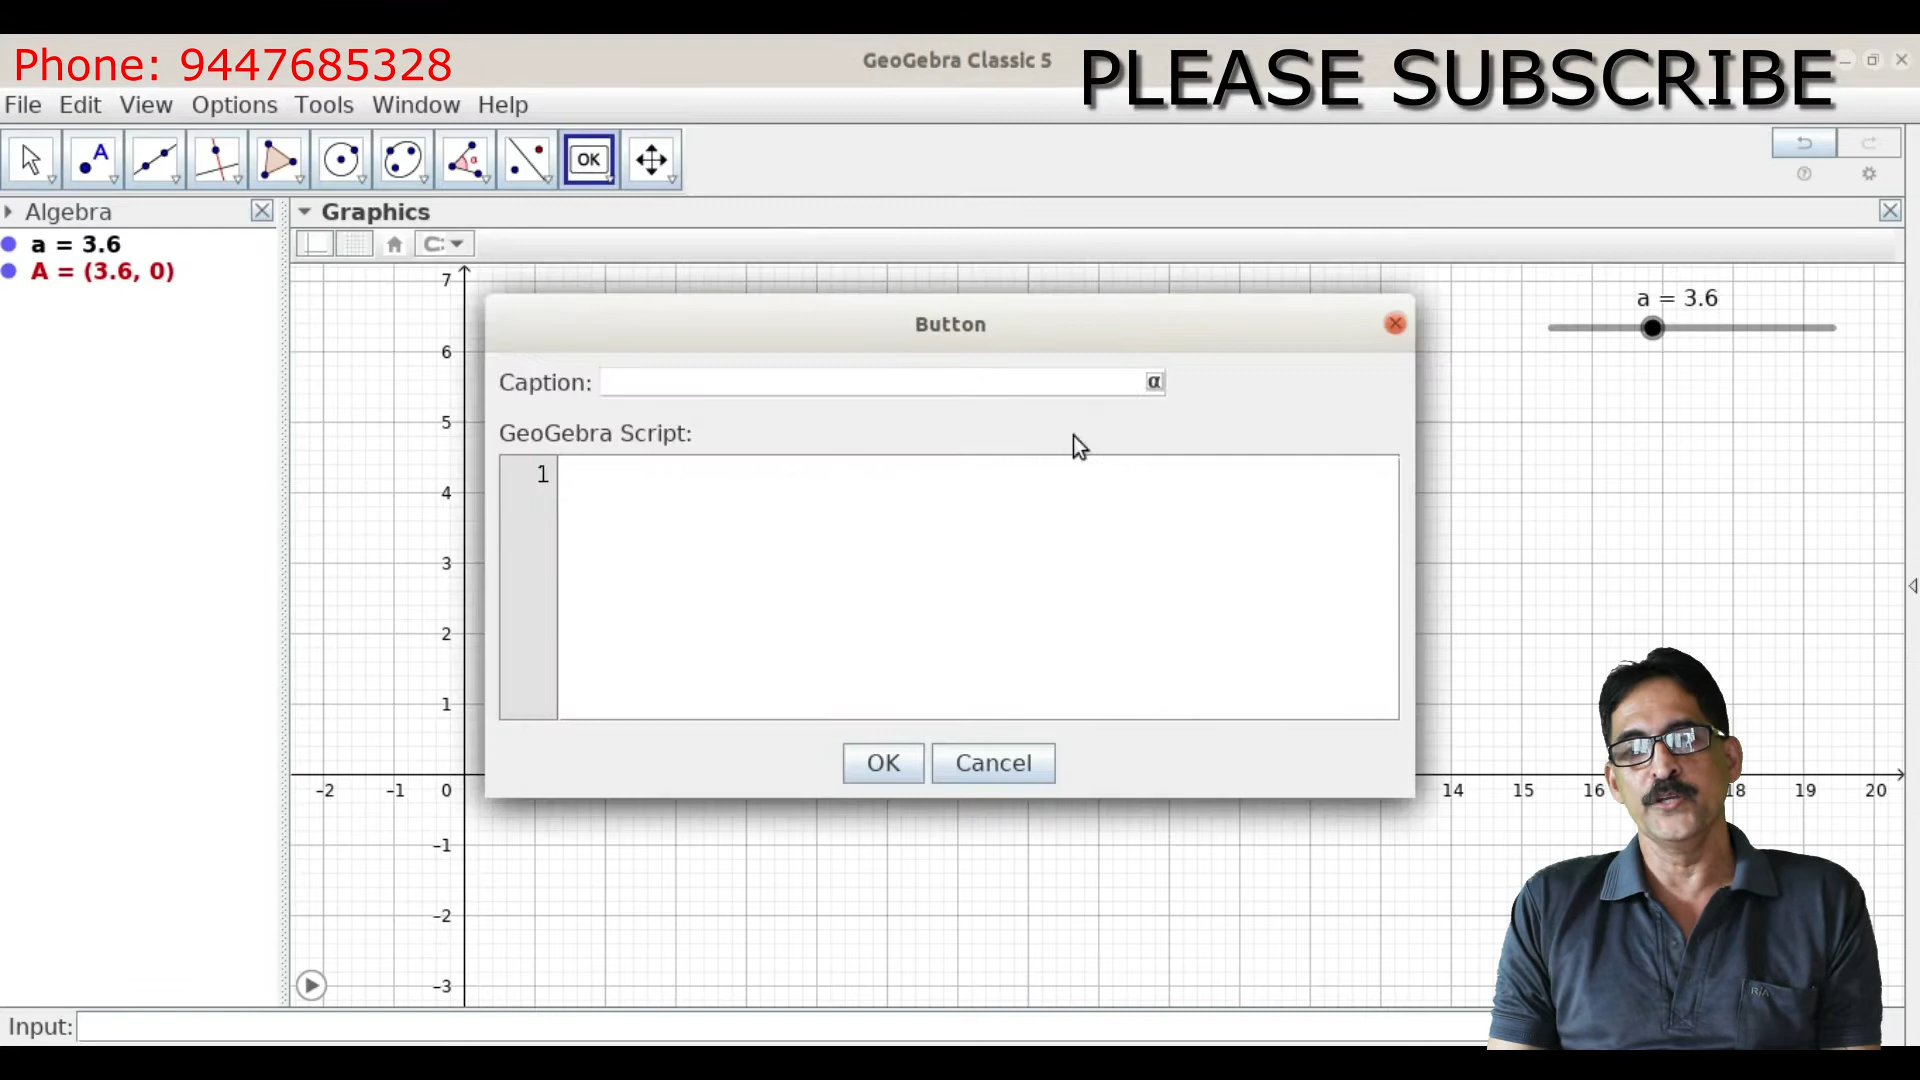 Phone: 9447685328
GeoGebra Classic 5
PLEASE SUBSCRIBE
File Edit View Options Tools Window Help
A
α
OK
Algebra
Graphics
a = 3.6
A = (3.6, 0)
a = 3.6
Button
Caption:
α
GeoGebra Script:
1
OK
Cancel
7
6
5
4
3
2
1
–2 –1 0 14 15 16 18 19 20
–1
–2
–3
R/A
Input: